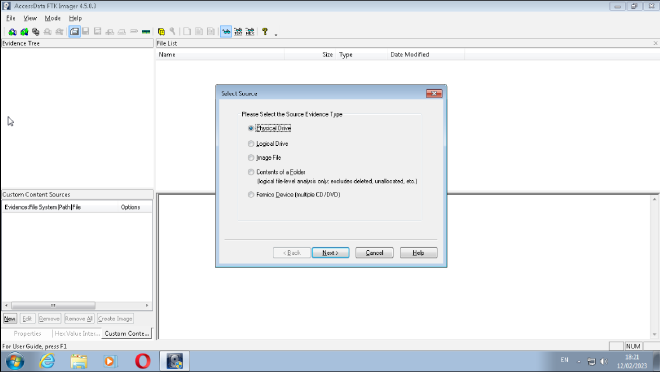 AccessData FTK Imager 4.5.0.3
File View Mode Help
Evidence Tree
File List
Name Size Type Date Modified
Select Source
Please Select the Source Evidence Type
Physical Drive
Logical Drive
Image File
Contents of a Folder
(logical file-level analysis only; excludes deleted, unallocated, etc.)
Fernico Device (multiple CD/DVD)
< Back Next > Cancel Help
Custom Content Sources
Evidence:File System|Path|File Options
New Edit Remove Remove All Create Image
Properties Hex Value Inter... Custom Conte...
For User Guide, press F1
NUM
EN
18:21
12/02/2023